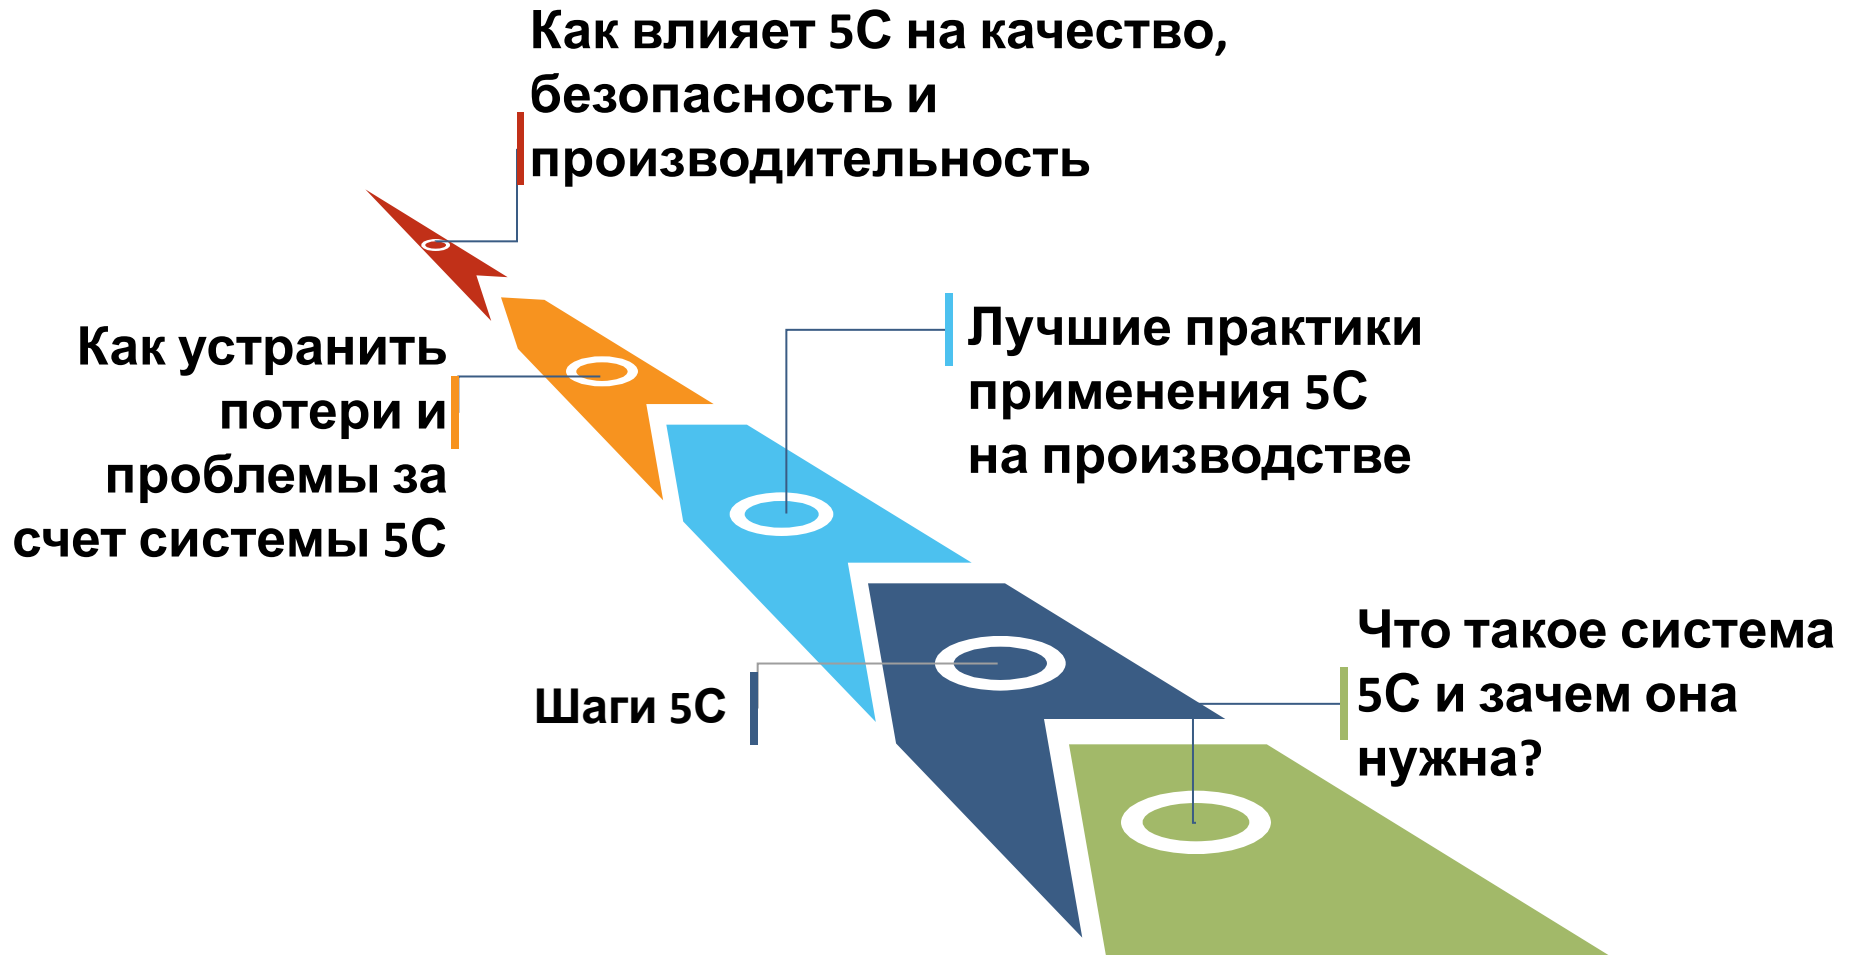 Как влияет 5С на качество,
безопасность и
производительность
Как устранить
потери и
проблемы за
счет системы 5С
Лучшие практики
применения 5С
на производстве
Шаги 5С
Что такое система
5С и зачем она
нужна?